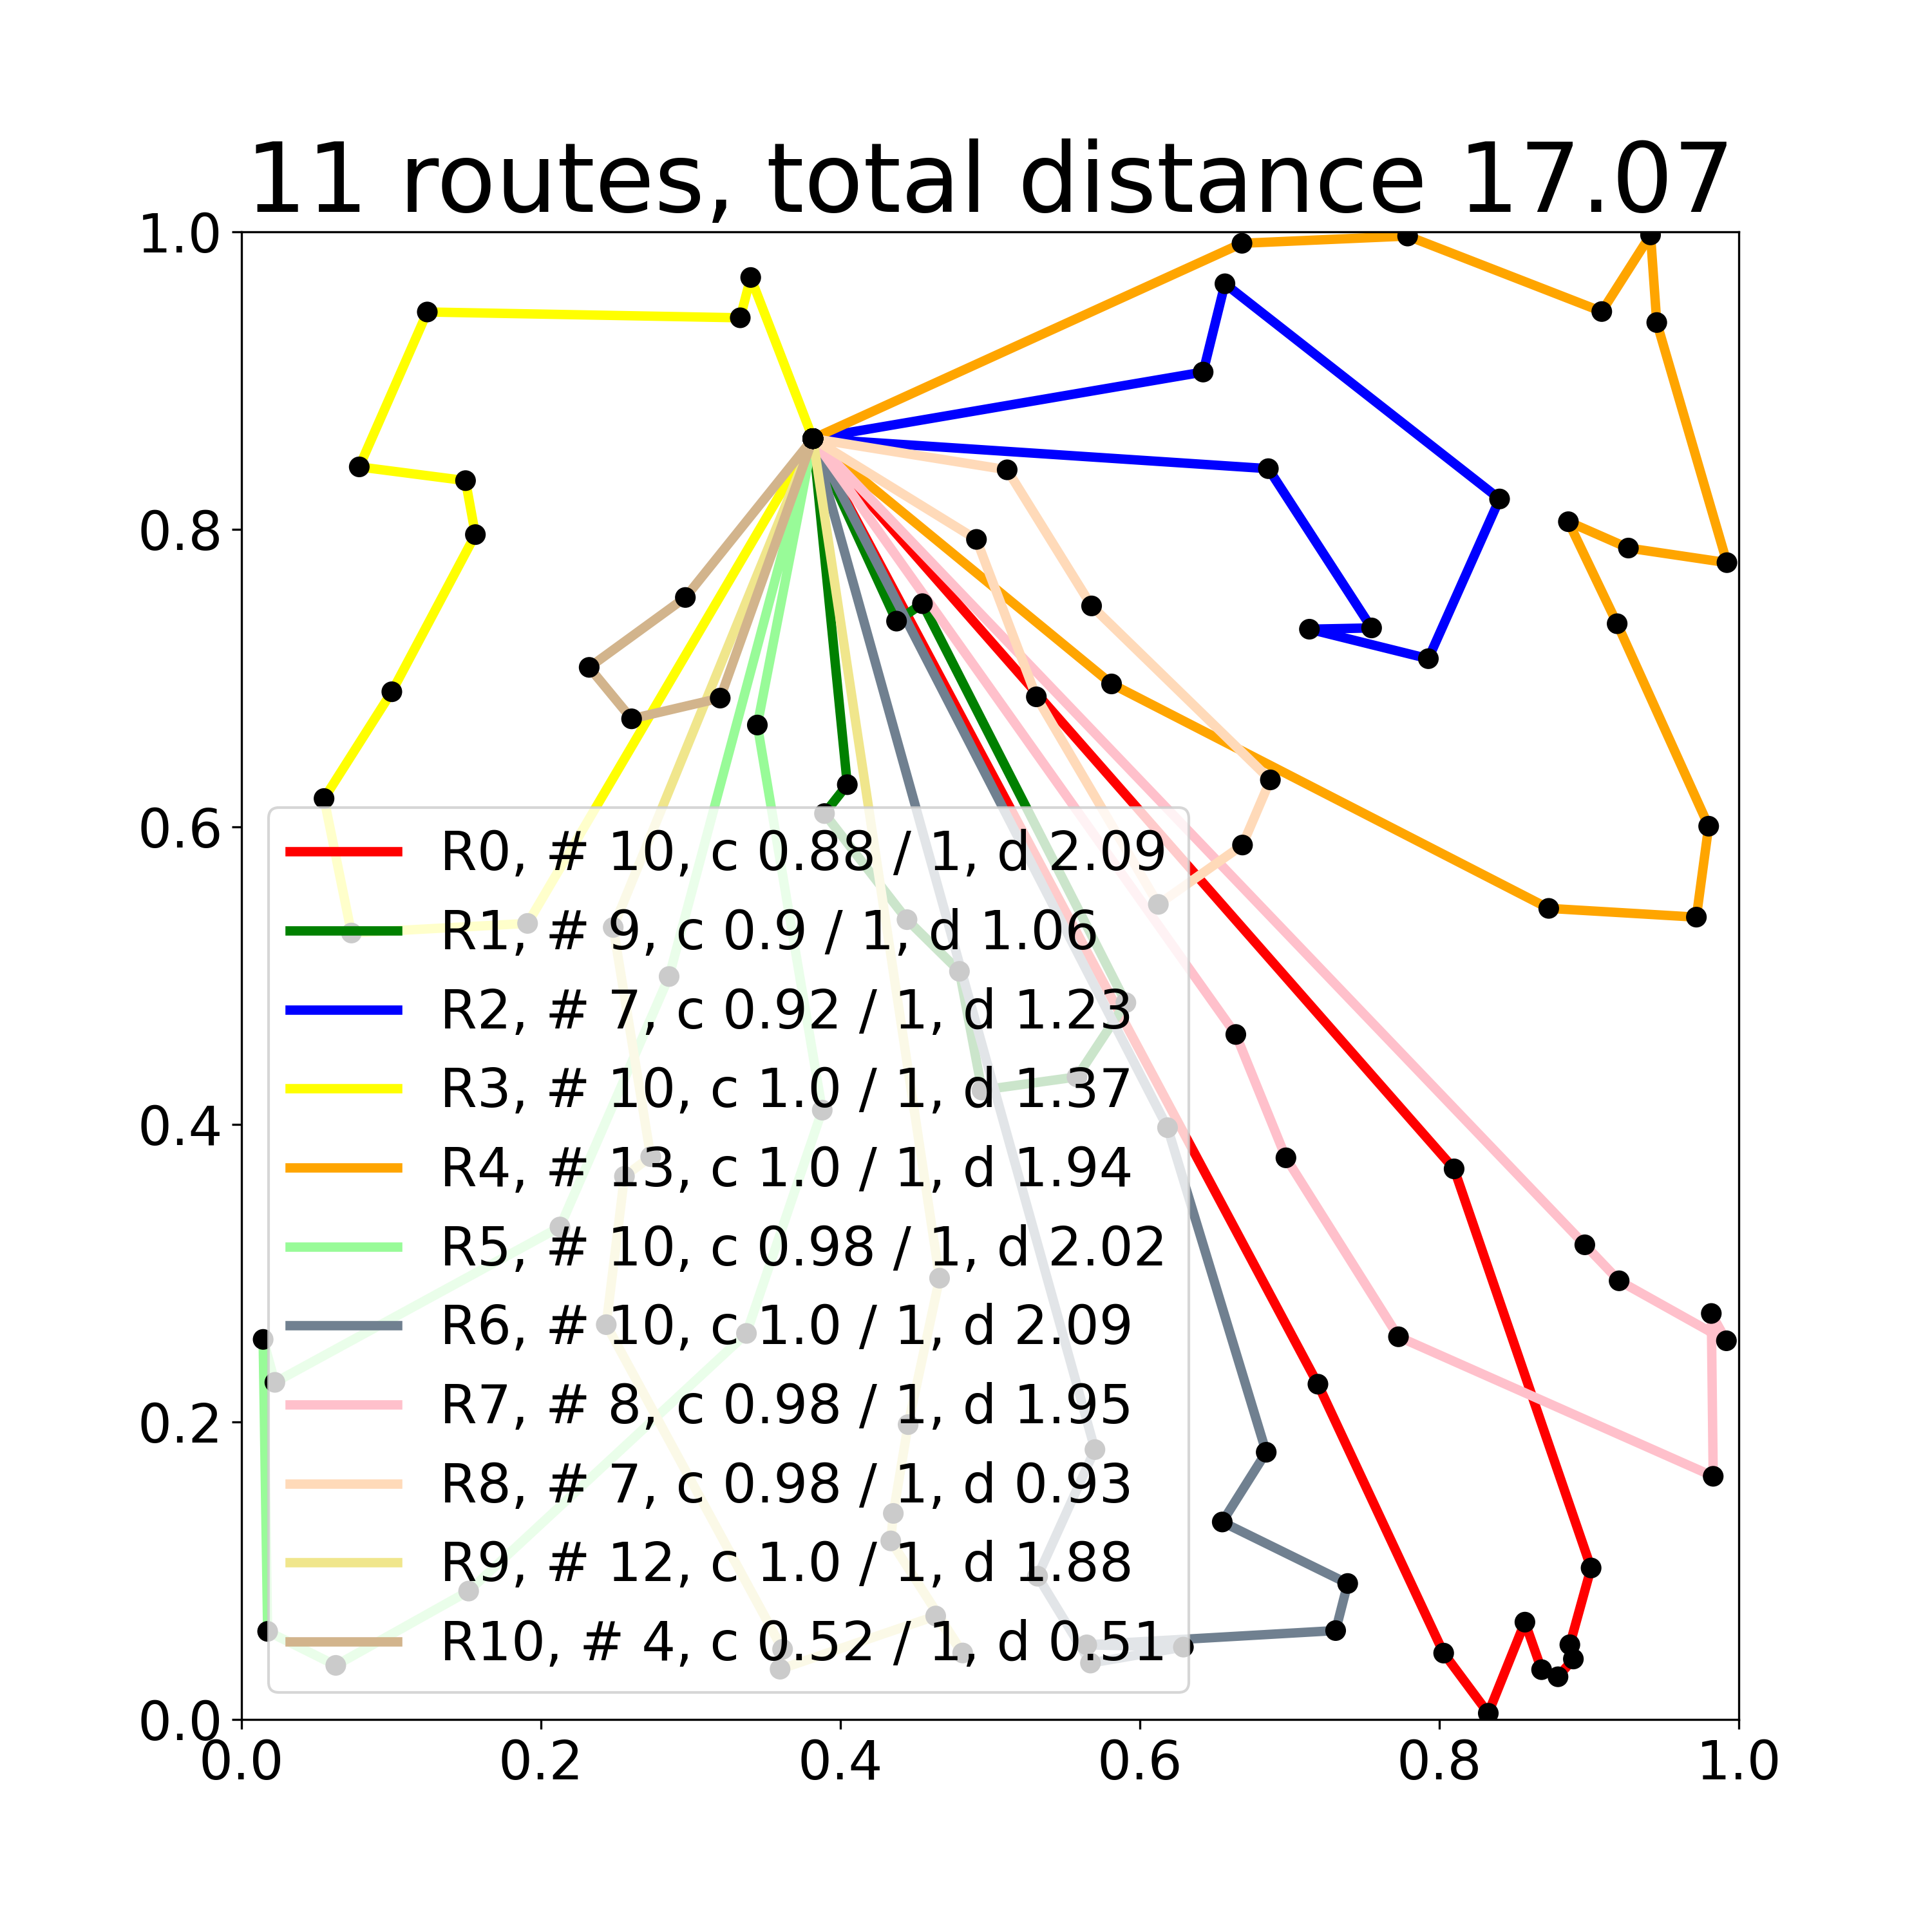 11 routes, total distance 17.07
1.0
0.8
0.6
0.4
0.2
0.0
R0, # 10, c 0.88 / 1, d 2.09
R1, # 9, c 0.9 / 1, d 1.06
R2, # 7, c 0.92 / 1, d 1.23
R3, # 10, c 1.0 / 1, d 1.37
R4, # 13, c 1.0 / 1, d 1.94
R5, # 10, c 0.98 / 1, d 2.02
R6, # 10, c 1.0 / 1, d 2.09
R7, # 8, c 0.98 / 1, d 1.95
R8, # 7, c 0.98 / 1, d 0.93
R9, # 12, c 1.0 / 1, d 1.88
R10, # 4, c 0.52 / 1, d 0.51
0.0 0.2 0.4 0.6 0.8 1.0